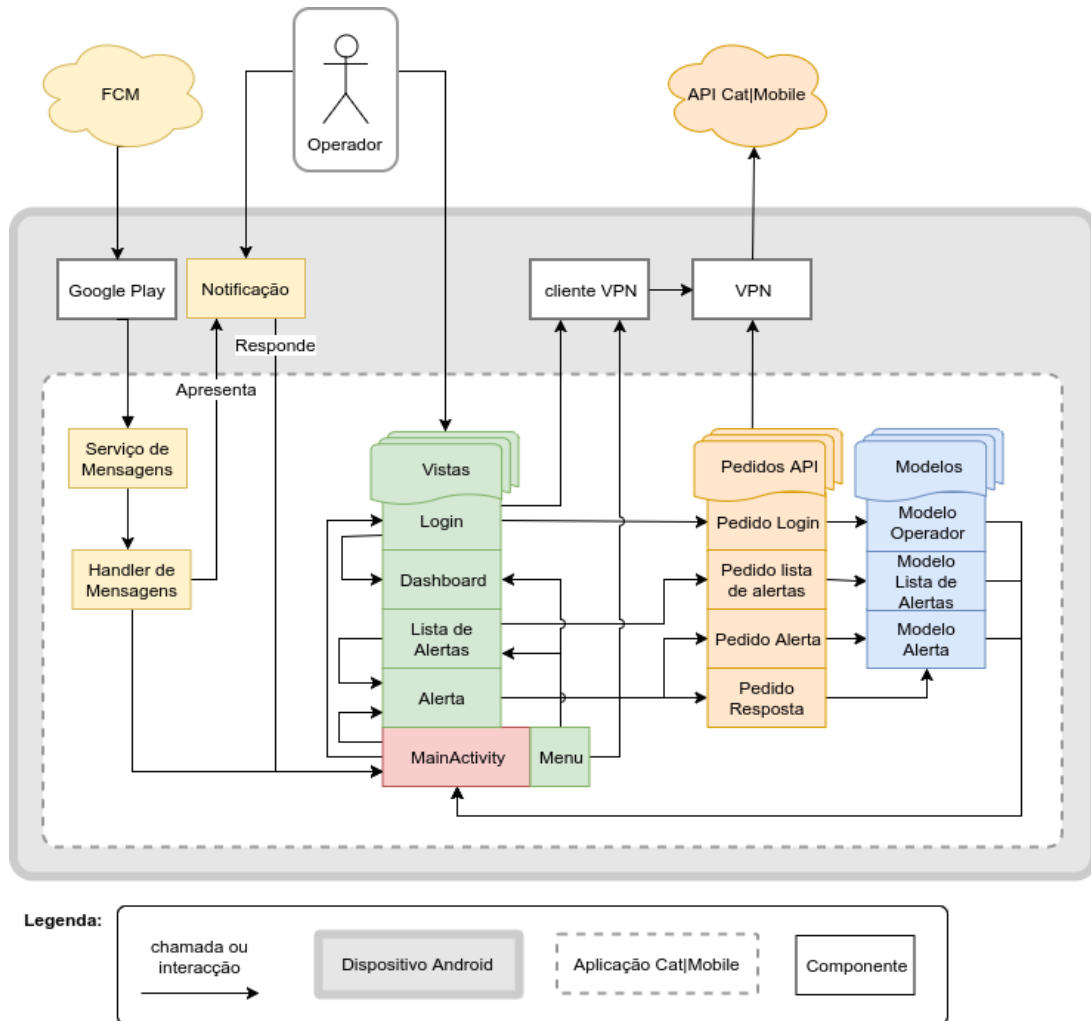 FCM
Operador
API Cat|Mobile
Google Play
Notificação
cliente VPN
VPN
Responde
Apresenta
Serviço de
Mensagens
Handler de
Mensagens
Vistas
Login
Dashboard
Lista de
Alertas
Alerta
MainActivity
Menu
Pedidos API
Pedido Login
Pedido lista
de alertas
Pedido Alerta
Pedido
Resposta
Modelos
Modelo
Operador
Modelo
Lista de
Alertas
Modelo
Alerta
Legenda:
chamada ou
interacção
Dispositivo Android
Aplicação Cat|Mobile
Componente